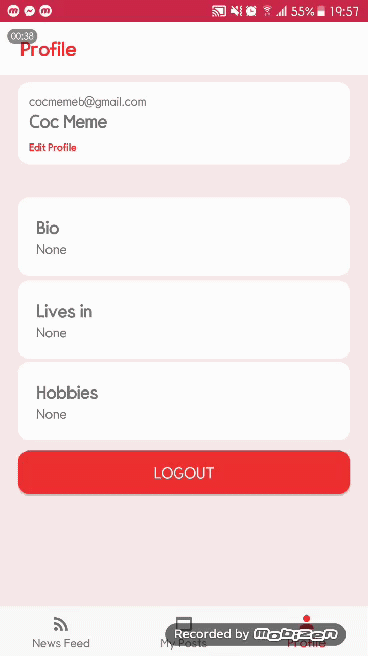 55% 19:57
00:38
Profile
cocmemeb@gmail.com
Coc Meme
Edit Profile
Bio
None
Lives in
None
Hobbies
None
LOGOUT
News Feed
My Posts
Profile
Recorded by Mobizen